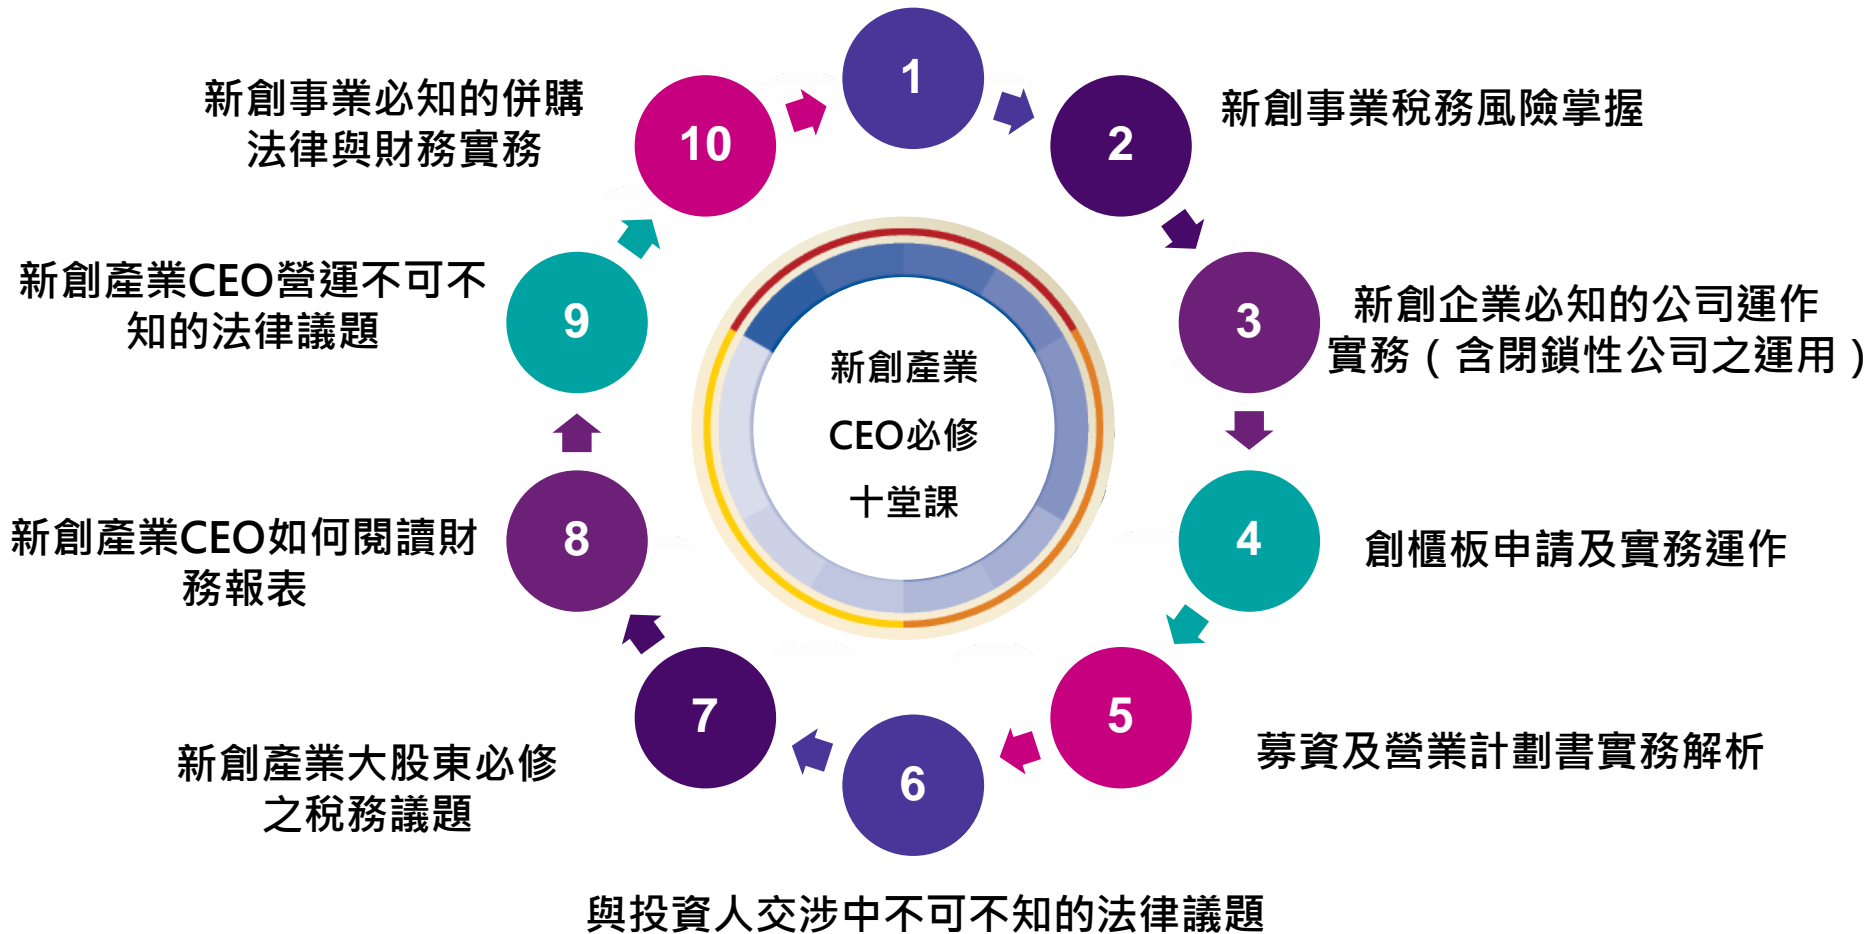 1
2
新創事業稅務風險掌握
3
新創企業必知的公司運作
實務（含閉鎖性公司之運用）
4
創櫃板申請及實務運作
5
募資及營業計劃書實務解析
6
與投資人交涉中不可不知的法律議題
7
新創產業大股東必修
之稅務議題
8
新創產業CEO如何閱讀財
務報表
9
新創產業CEO營運不可不
知的法律議題
10
新創事業必知的併購
法律與財務實務
新創產業
CEO必修
十堂課